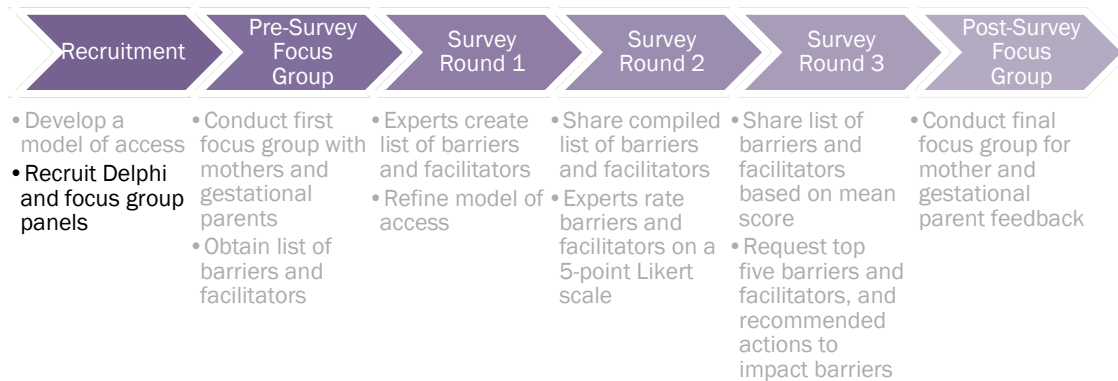 Recruitment
Pre-Survey
Focus
Group
Survey
Round 1
Survey
Round 2
Survey
Round 3
Post-Survey
Focus
Group
•Develop a
model of access
•Recruit Delphi
and focus group
panels
•Conduct first
focus group with
mothers and
gestational
parents
•Obtain list of
barriers and
facilitators
•Experts create
list of barriers
and facilitators
•Refine model of
access
•Share compiled
list of barriers
and facilitators
•Experts rate
barriers and
facilitators on a
5-point Likert
scale
•Share list of
barriers and
facilitators
based on mean
score
•Request top
five barriers and
facilitators, and
recommended
actions to
impact barriers
•Conduct final
focus group for
mother and
gestational
parent feedback